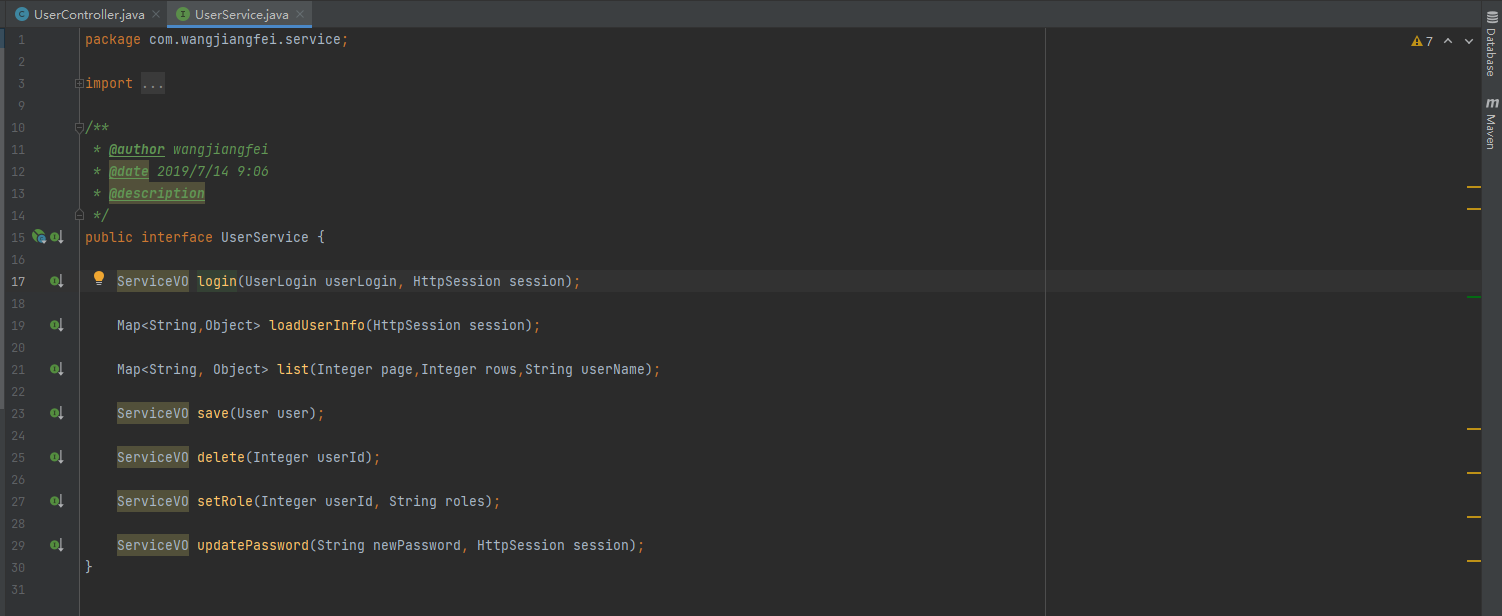 UserController.java UserService.java
1 package com.wangjiangfei.service; 7
2
3 import ...
9
10 /**
11 * @author wangjiangfei
12 * @date 2019/7/14 9:06
13 * @description
14 */
15 public interface UserService {
16
17 ServiceVO login(UserLogin userLogin, HttpSession session);
18
19 Map<String,Object> loadUserInfo(HttpSession session);
20
21 Map<String, Object> list(Integer page,Integer rows,String userName);
22
23 ServiceVO save(User user);
24
25 ServiceVO delete(Integer userId);
26
27 ServiceVO setRole(Integer userId, String roles);
28
29 ServiceVO updatePassword(String newPassword, HttpSession session);
30 }
31
Database
m Maven